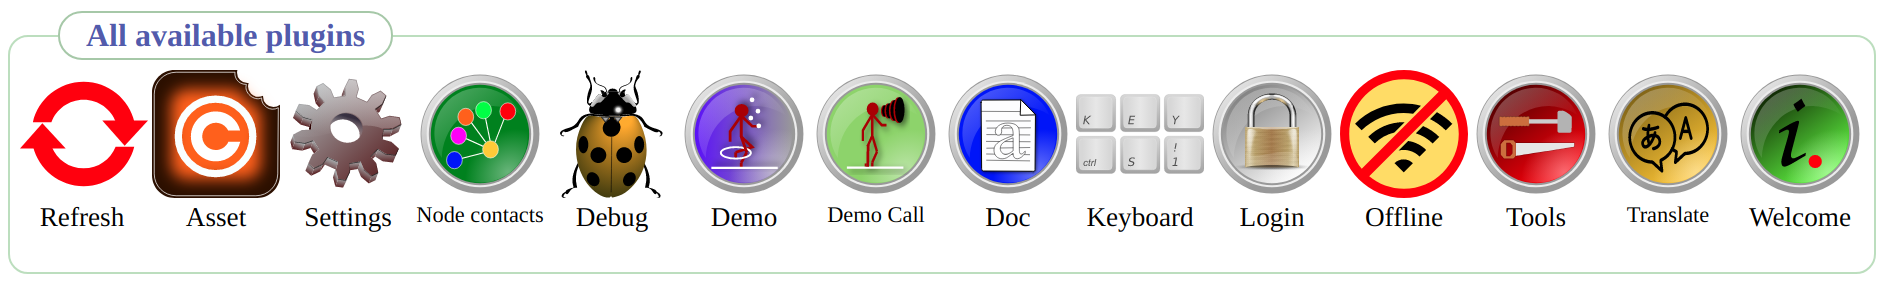 All available plugins
K E Y
ctrl S ! 1
a
あ A
i
Refresh Asset Settings Node contacts Debug Demo Demo Call Doc Keyboard Login Offline Tools Translate Welcome